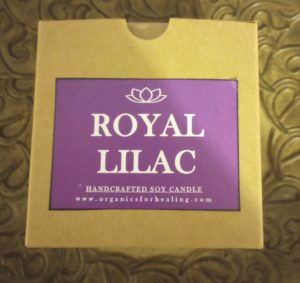 ROYAL
LILAC
HANDCRAFTED SOY CANDLE
www.organicsforhealing.com